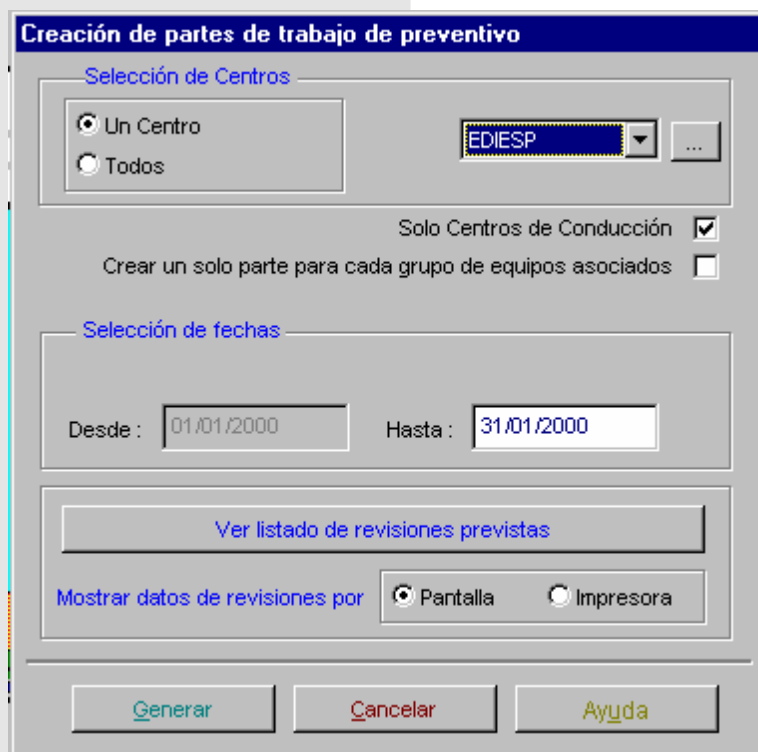 Creación de partes de trabajo de preventivo
Selección de Centros
Un Centro
EDIESP
...
Todos
Solo Centros de Conducción
Crear un solo parte para cada grupo de equipos asociados
Selección de fechas
Desde : 01/01/2000 Hasta : 31/01/2000
Ver listado de revisiones previstas
Mostrar datos de revisiones por Pantalla Impresora
Generar Cancelar Ayuda